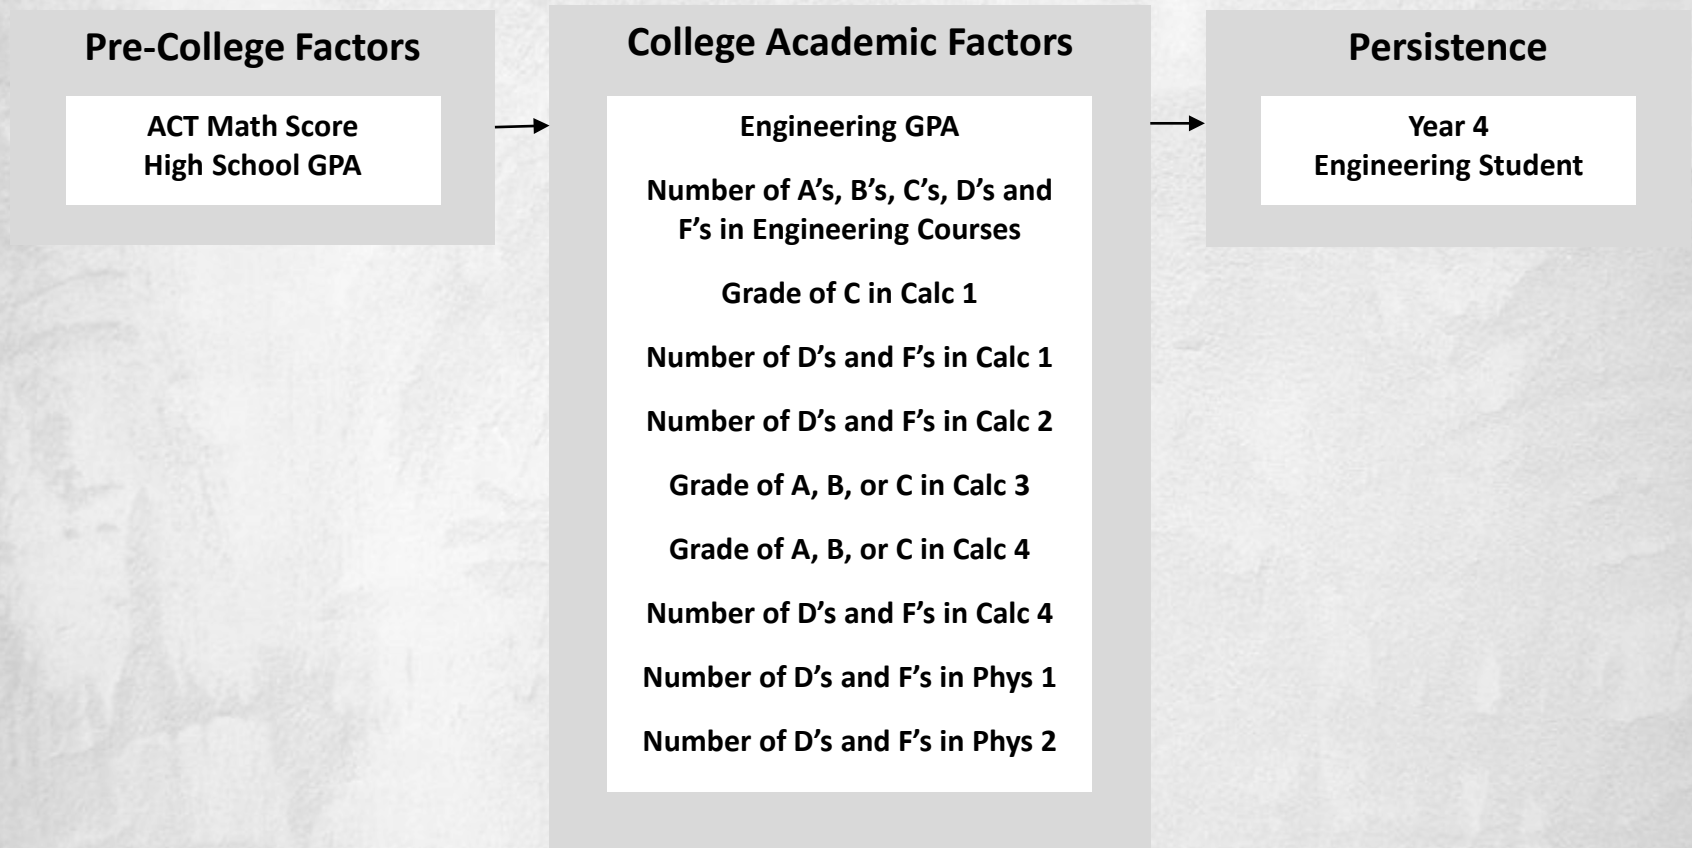 Pre-College Factors
ACT Math Score
High School GPA
College Academic Factors
Engineering GPA
Number of A’s, B’s, C’s, D’s and
F’s in Engineering Courses
Grade of C in Calc 1
Number of D’s and F’s in Calc 1
Number of D’s and F’s in Calc 2
Grade of A, B, or C in Calc 3
Grade of A, B, or C in Calc 4
Number of D’s and F’s in Calc 4
Number of D’s and F’s in Phys 1
Number of D’s and F’s in Phys 2
Persistence
Year 4
Engineering Student